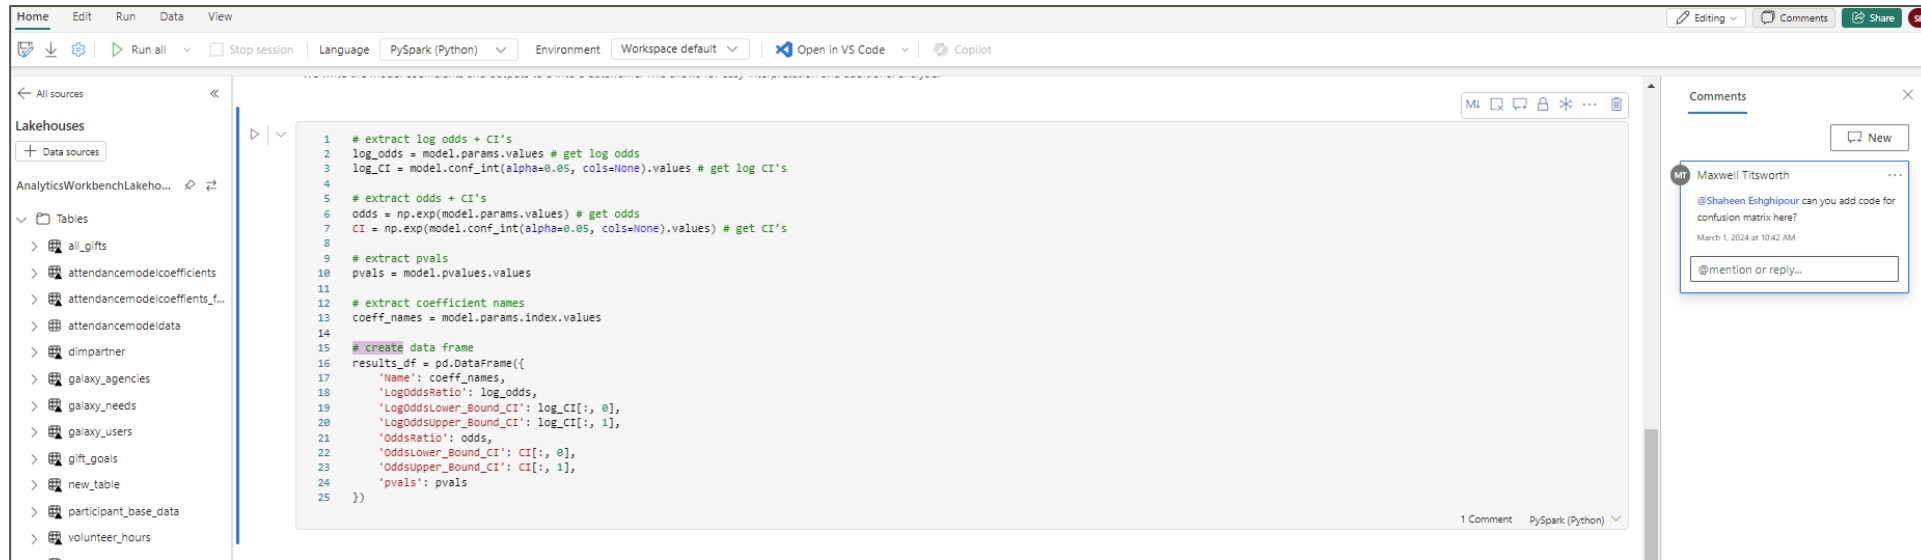 Home Edit Run Data View
Editing Comments Share
Run all Stop session Language PySpark (Python) Environment Workspace default Open in VS Code Copilot
All sources
Lakehouses
+ Data sources
AnalyticsWorkbenchLakeho...
Tables
all_gifts
attendancemodelcoefficients
attendancemodelcoeffients_f...
attendancemodeldata
dimpartner
galaxy_agencies
galaxy_needs
galaxy_users
gift_goals
new_table
participant_base_data
volunteer_hours
M↓
1 # extract log odds + CI's
2 log_odds = model.params.values # get log odds
3 log_CI = model.conf_int(alpha=0.05, cols=None).values # get log CI's
4
5 # extract odds + CI's
6 odds = np.exp(model.params.values) # get odds
7 CI = np.exp(model.conf_int(alpha=0.05, cols=None).values) # get CI's
8
9 # extract pvals
10 pvals = model.pvalues.values
11
12 # extract coefficient names
13 coeff_names = model.params.index.values
14
15 # create data frame
16 results_df = pd.DataFrame({
17 'Name': coeff_names,
18 'LogOddsRatio': log_odds,
19 'LogOddsLower_Bound_CI': log_CI[:, 0],
20 'LogOddsUpper_Bound_CI': log_CI[:, 1],
21 'OddsRatio': odds,
22 'OddsLower_Bound_CI': CI[:, 0],
23 'OddsUpper_Bound_CI': CI[:, 1],
24 'pvals': pvals
25 })
1 Comment PySpark (Python)
Comments
New
MT Maxwell Titsworth
@Shaheen Eshghipour can you add code for
confusion matrix here?
March 1, 2024 at 10:42 AM
@mention or reply...